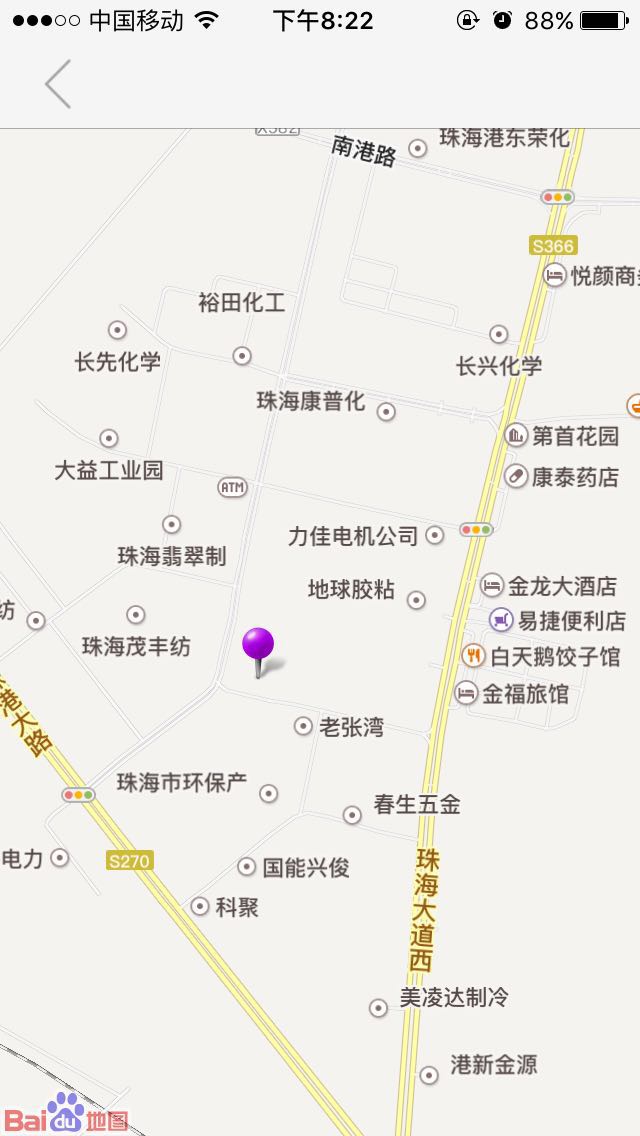 中国移动
下午8:22
88%
X582
南港路
珠海港东荣化
S366
悦颜商
裕田化工
长先化学
长兴化学
珠海康普化
第首花园
大益工业园
康泰药店
ATM
力佳电机公司
珠海翡翠制
地球胶粘
金龙大酒店
纺
易捷便利店
珠海茂丰纺
白天鹅饺子馆
金福旅馆
港大路
老张湾
珠海市环保产
春生五金
电力
S270
国能兴俊
珠海大道西
科聚
美凌达制冷
港新金源
Baidu地图